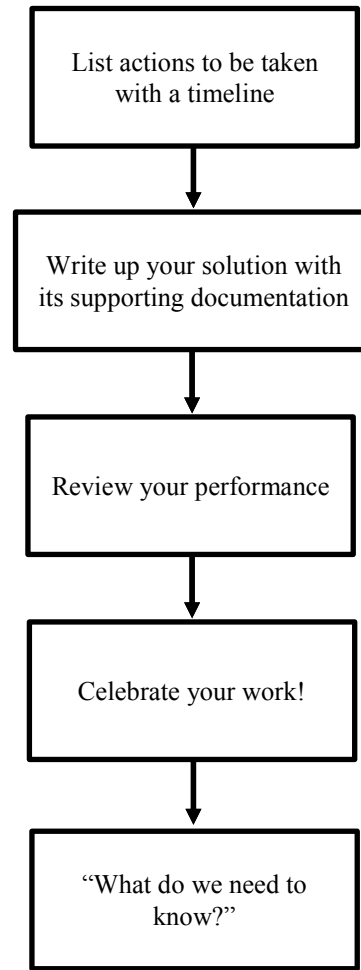 List actions to be taken
with a timeline
Write up your solution with
its supporting documentation
Review your performance
Celebrate your work!
“What do we need to
know?”